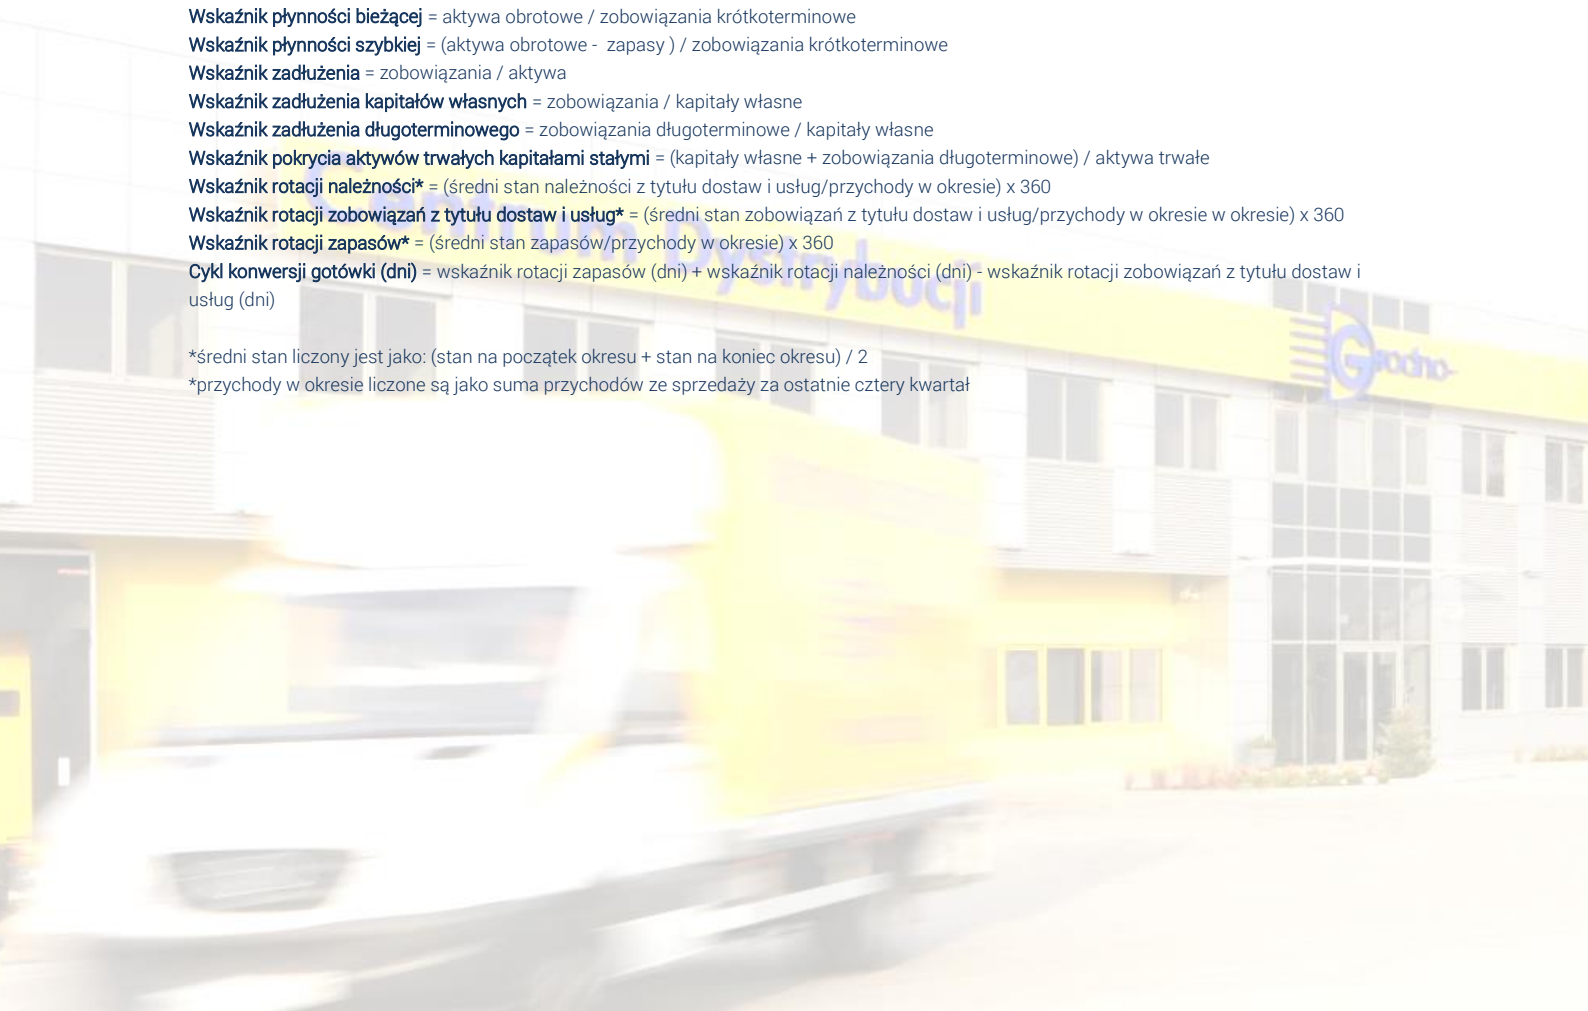 Wskaźnik płynności bieżącej = aktywa obrotowe / zobowiązania krótkoterminowe
Wskaźnik płynności szybkiej = (aktywa obrotowe - zapasy ) / zobowiązania krótkoterminowe
Wskaźnik zadłużenia = zobowiązania / aktywa
Wskaźnik zadłużenia kapitałów własnych = zobowiązania / kapitały własne
Wskaźnik zadłużenia długoterminowego = zobowiązania długoterminowe / kapitały własne
Wskaźnik pokrycia aktywów trwałych kapitałami stałymi = (kapitały własne + zobowiązania długoterminowe) / aktywa trwałe
Wskaźnik rotacji należności* = (średni stan należności z tytułu dostaw i usług/przychody w okresie) x 360
Wskaźnik rotacji zobowiązań z tytułu dostaw i usług* = (średni stan zobowiązań z tytułu dostaw i usług/przychody w okresie w okresie) x 360
Wskaźnik rotacji zapasów* = (średni stan zapasów/przychody w okresie) x 360
Cykl konwersji gotówki (dni) = wskaźnik rotacji zapasów (dni) + wskaźnik rotacji należności (dni) - wskaźnik rotacji zobowiązań z tytułu dostaw i
usług (dni)
*średni stan liczony jest jako: (stan na początek okresu + stan na koniec okresu) / 2
*przychody w okresie liczone są jako suma przychodów ze sprzedaży za ostatnie cztery kwartał
Centrum Dystrybucji
Grodno